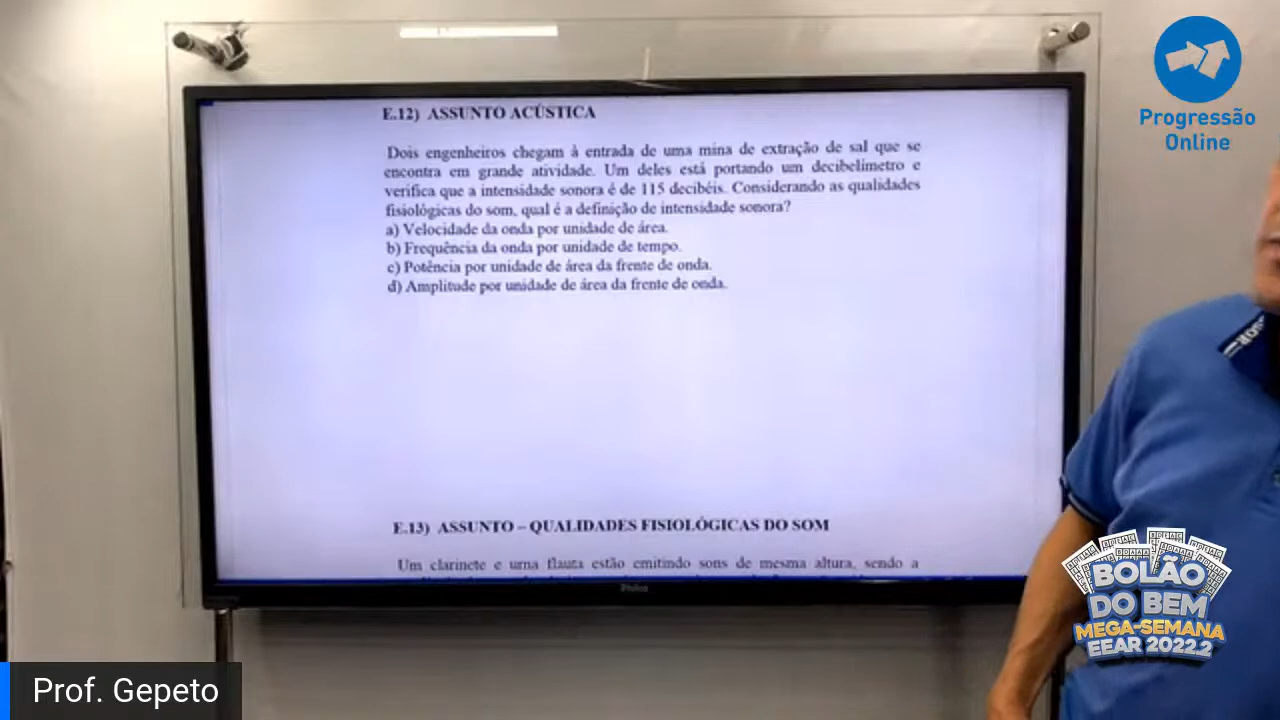 Progressão
Online
E.12) ASSUNTO ACÚSTICA
Dois engenheiros chegam à entrada de uma mina de extração de sal que se
encontra em grande atividade. Um deles está portando um decibelímetro e
verifica que a intensidade sonora é de 115 decibéis. Considerando as qualidades
fisiológicas do som, qual é a definição de intensidade sonora?
a) Velocidade da onda por unidade de área.
b) Frequência da onda por unidade de tempo.
c) Potência por unidade de área da frente de onda.
d) Amplitude por unidade de área da frente de onda.
E.13) ASSUNTO – QUALIDADES FISIOLÓGICAS DO SOM
Um clarinete e uma flauta estão emitindo sons de mesma altura, sendo a
Philco
BOLÃO
DO BEM
MEGA-SEMANA
EEAR 2022.2
Prof. Gepeto